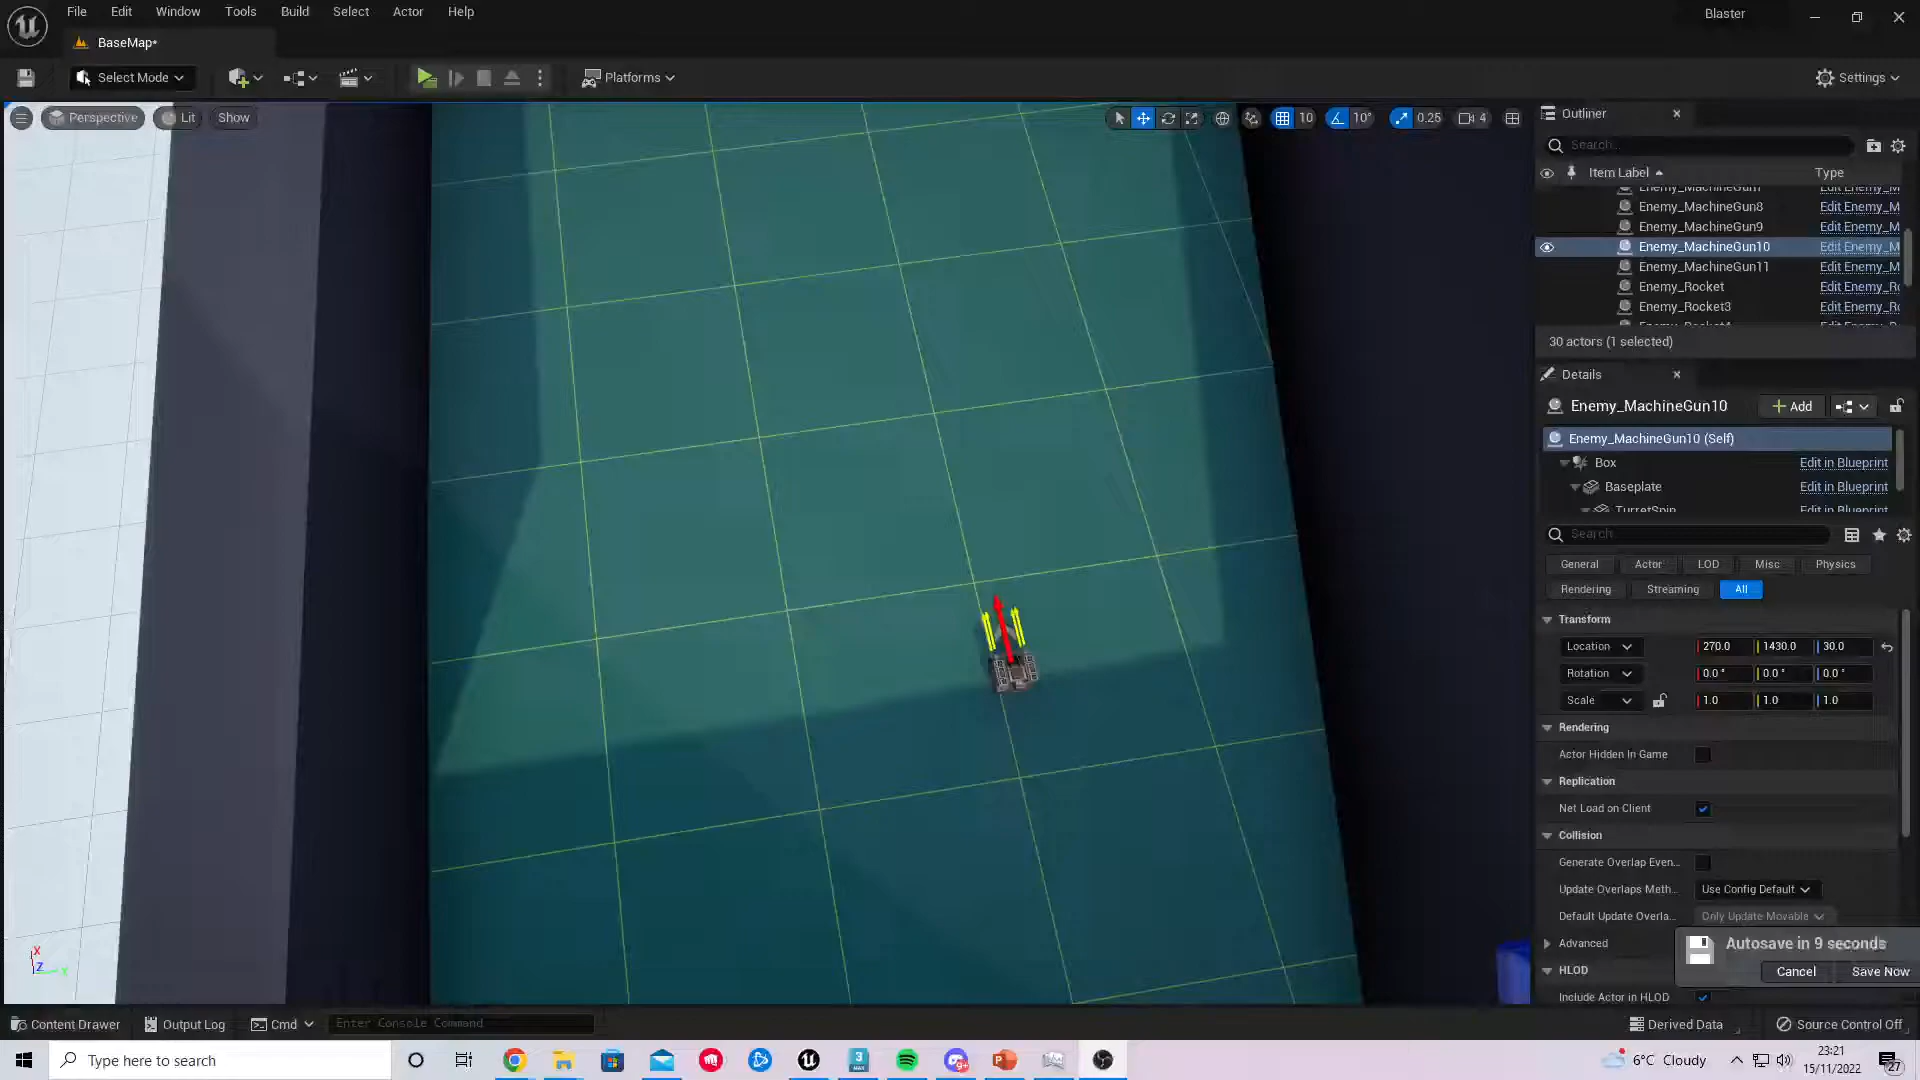 File Edit Window Tools Build Select Actor Help
Blaster
BaseMap*
Select Mode
Platforms
Settings
Perspective Lit Show
10 10° 0.25 4
Outliner
Search...
Item Label Type
Enemy_MachineGun8 Edit Enemy_M
Enemy_MachineGun9 Edit Enemy_M
Enemy_MachineGun10 Edit Enemy_M
Enemy_MachineGun11 Edit Enemy_M
Enemy_Rocket Edit Enemy_Ro
Enemy_Rocket3 Edit Enemy_Ro
30 actors (1 selected)
Details
Enemy_MachineGun10 Add
Enemy_MachineGun10 (Self)
Box Edit in Blueprint
Baseplate Edit in Blueprint
TurretSpin Edit in Blueprint
Search
General Actor LOD Misc Physics
Rendering Streaming All
Transform
Location 270.0 1430.0 30.0
Rotation 0.0° 0.0° 0.0°
Scale 1.0 1.0 1.0
Rendering
Actor Hidden In Game
Replication
Net Load on Client
Collision
Generate Overlap Even...
Update Overlaps Meth... Use Config Default
Default Update Overla... Only Update Movable
Advanced
Autosave in 9 seconds
HLOD
Cancel Save Now
Include Actor in HLOD
X
Z Y
Content Drawer Output Log Cmd Enter Console Command
Derived Data Source Control Off
Type here to search
6°C Cloudy
23:21
15/11/2022
27